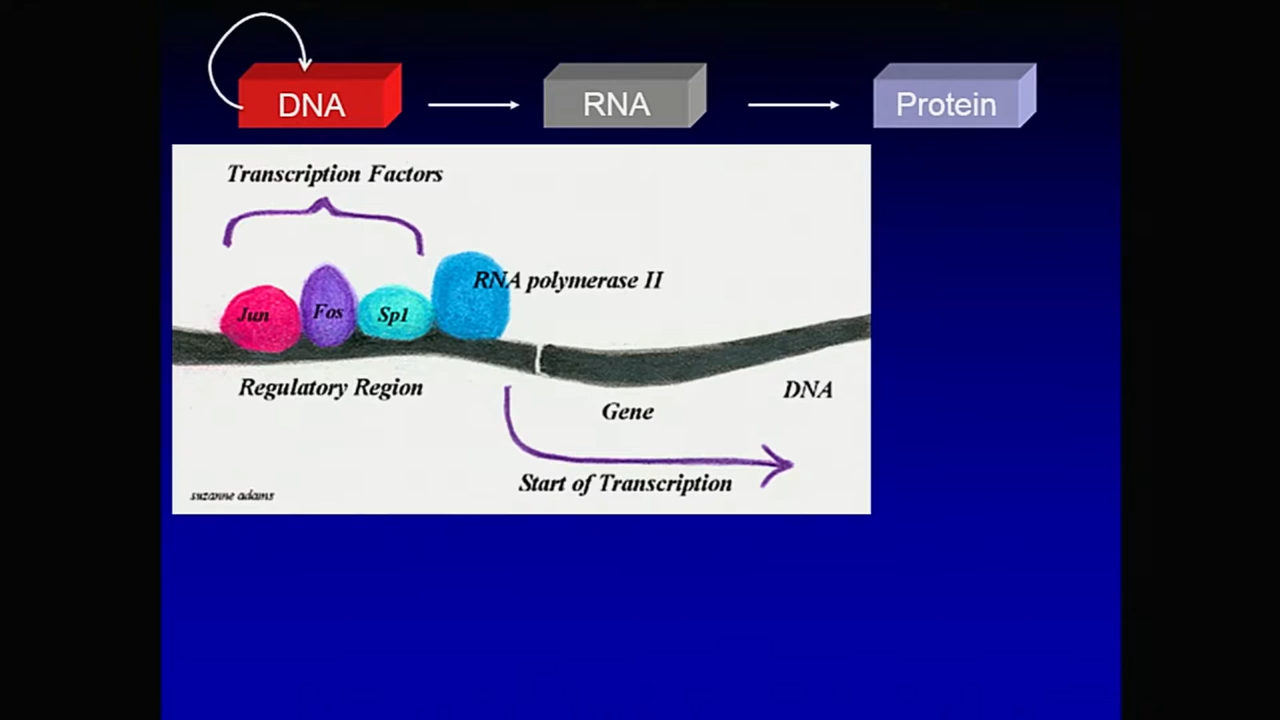 DNA
RNA
Protein
Transcription Factors
RNA polymerase II
Jun
Fos
Sp1
Regulatory Region
DNA
Gene
Start of Transcription
suzanne adams